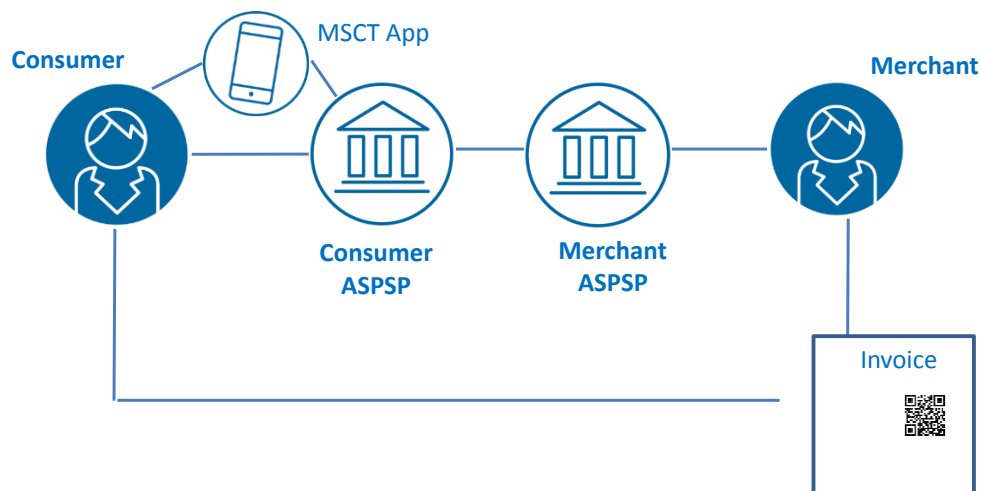 MSCT App
Consumer
Merchant
Consumer
ASPSP
Merchant
ASPSP
Invoice